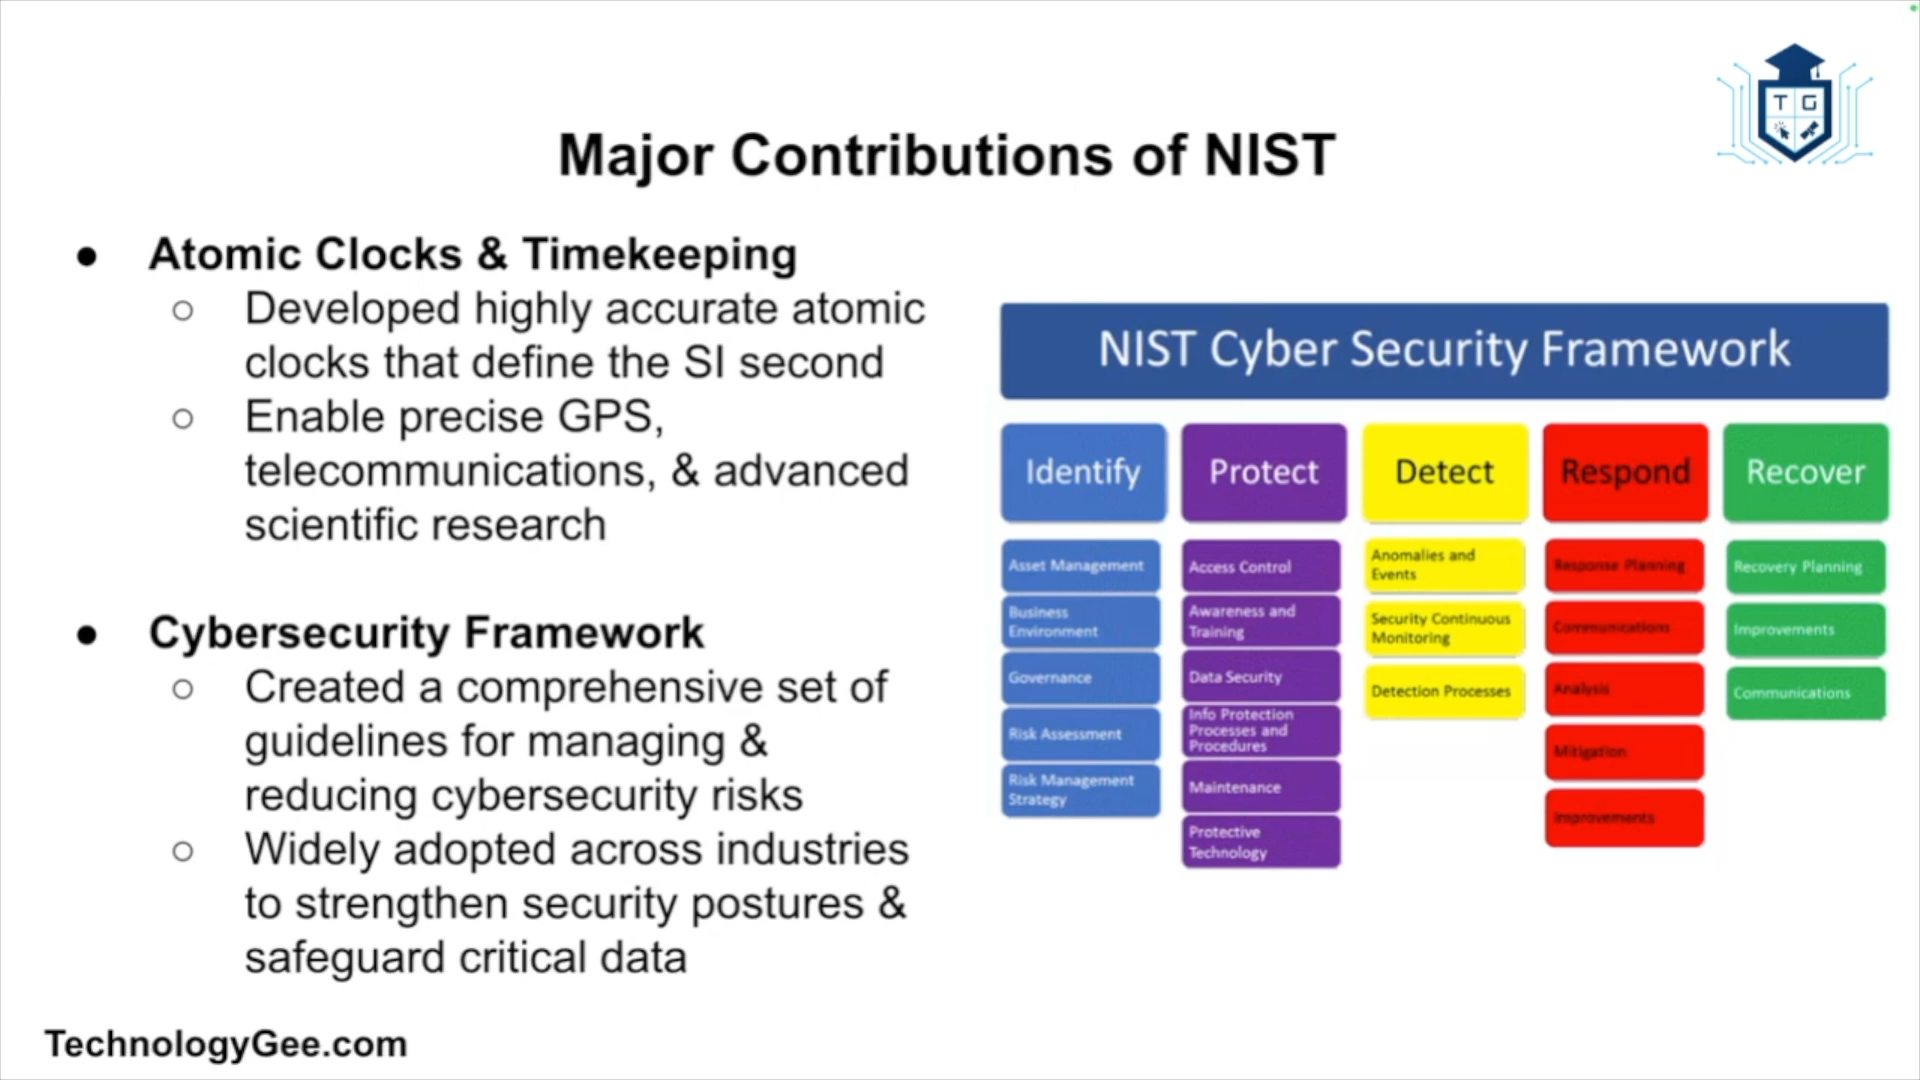 T G
Major Contributions of NIST
● Atomic Clocks & Timekeeping
○ Developed highly accurate atomic
clocks that define the SI second
○ Enable precise GPS,
telecommunications, & advanced
scientific research
● Cybersecurity Framework
○ Created a comprehensive set of
guidelines for managing &
reducing cybersecurity risks
○ Widely adopted across industries
to strengthen security postures &
safeguard critical data
NIST Cyber Security Framework
Identify
Asset Management
Business
Environment
Governance
Risk Assessment
Risk Management
Strategy
Protect
Access Control
Awareness and
Training
Data Security
Info Protection
Processes and
Procedures
Maintenance
Protective
Technology
Detect
Anomalies and
Events
Security Continuous
Monitoring
Detection Processes
Respond
Response Planning
Communications
Analysis
Mitigation
Improvements
Recover
Recovery Planning
Improvements
Communications
TechnologyGee.com